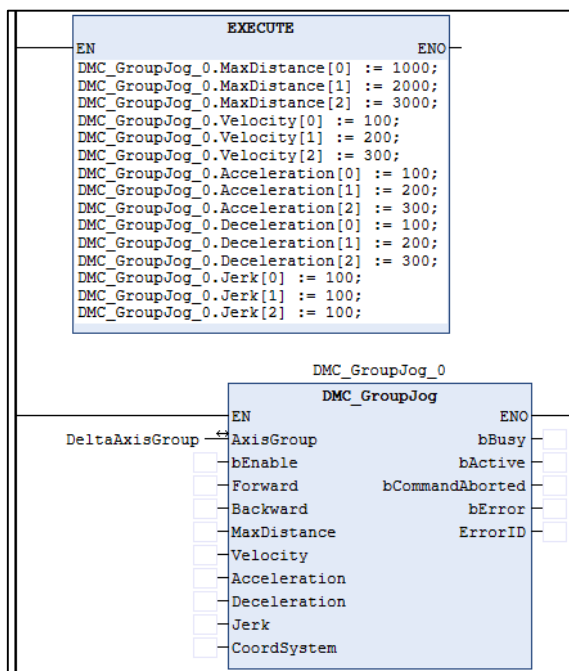 EXECUTE
EN ENO
DMC_GroupJog_0.MaxDistance[0] := 1000;
DMC_GroupJog_0.MaxDistance[1] := 2000;
DMC_GroupJog_0.MaxDistance[2] := 3000;
DMC_GroupJog_0.Velocity[0] := 100;
DMC_GroupJog_0.Velocity[1] := 200;
DMC_GroupJog_0.Velocity[2] := 300;
DMC_GroupJog_0.Acceleration[0] := 100;
DMC_GroupJog_0.Acceleration[1] := 200;
DMC_GroupJog_0.Acceleration[2] := 300;
DMC_GroupJog_0.Deceleration[0] := 100;
DMC_GroupJog_0.Deceleration[1] := 200;
DMC_GroupJog_0.Deceleration[2] := 300;
DMC_GroupJog_0.Jerk[0] := 100;
DMC_GroupJog_0.Jerk[1] := 100;
DMC_GroupJog_0.Jerk[2] := 100;
DMC_GroupJog_0
DMC_GroupJog
EN ENO
DeltaAxisGroup AxisGroup bBusy
bEnable bActive
Forward bCommandAborted
Backward bError
MaxDistance ErrorID
Velocity
Acceleration
Deceleration
Jerk
CoordSystem